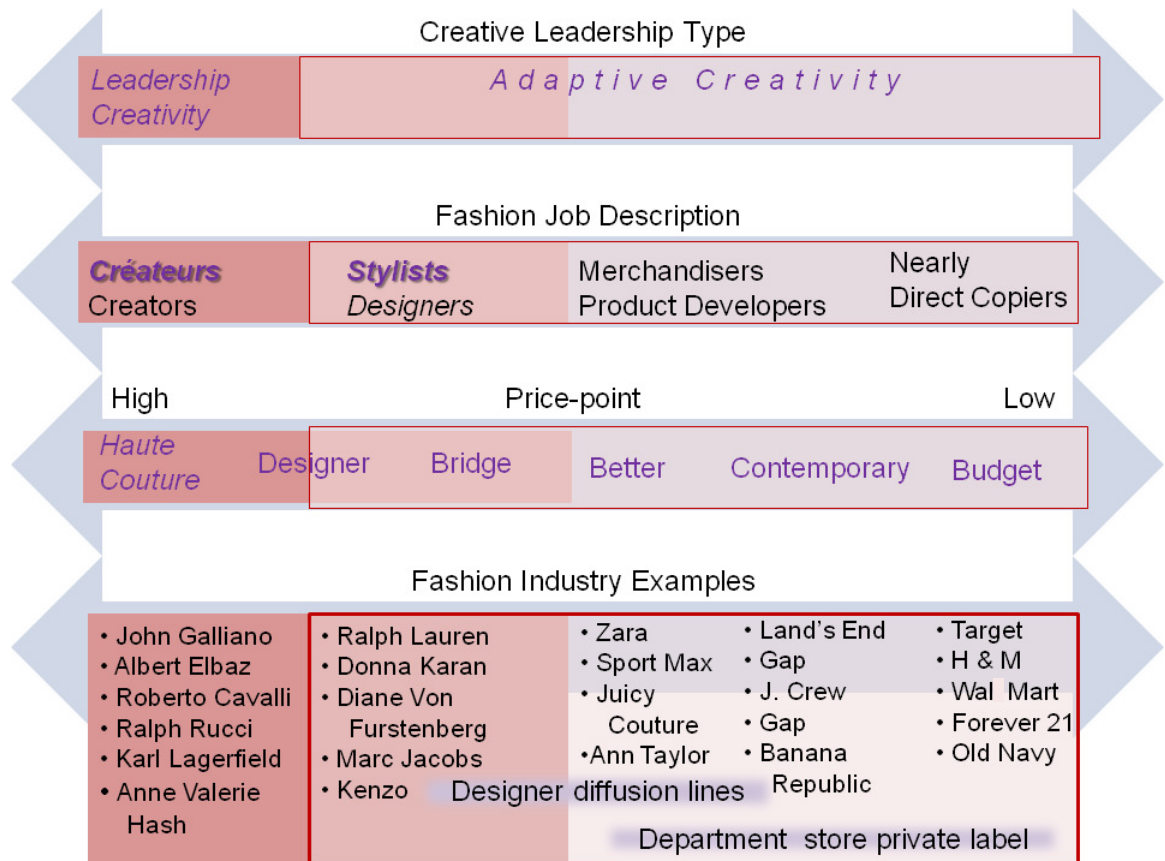 Creative Leadership Type
Leadership
Creativity
Adaptive Creativity
Fashion Job Description
Créateurs
Creators
Stylists
Designers
Merchandisers
Product Developers
Nearly
Direct Copiers
High
Price-point
Low
Haute
Couture
Designer
Bridge
Better
Contemporary
Budget
Fashion Industry Examples
• John Galliano
• Albert Elbaz
• Roberto Cavalli
• Ralph Rucci
• Karl Lagerfield
• Anne Valerie
Hash
• Ralph Lauren
• Donna Karan
• Diane Von
Furstenberg
• Marc Jacobs
• Kenzo
• Zara
• Sport Max
• Juicy
Couture
•Ann Taylor
• Land's End
• Gap
• J. Crew
• Gap
• Banana
Republic
• Target
• H & M
• Wal Mart
• Forever 21
• Old Navy
Designer diffusion lines
Department store private label